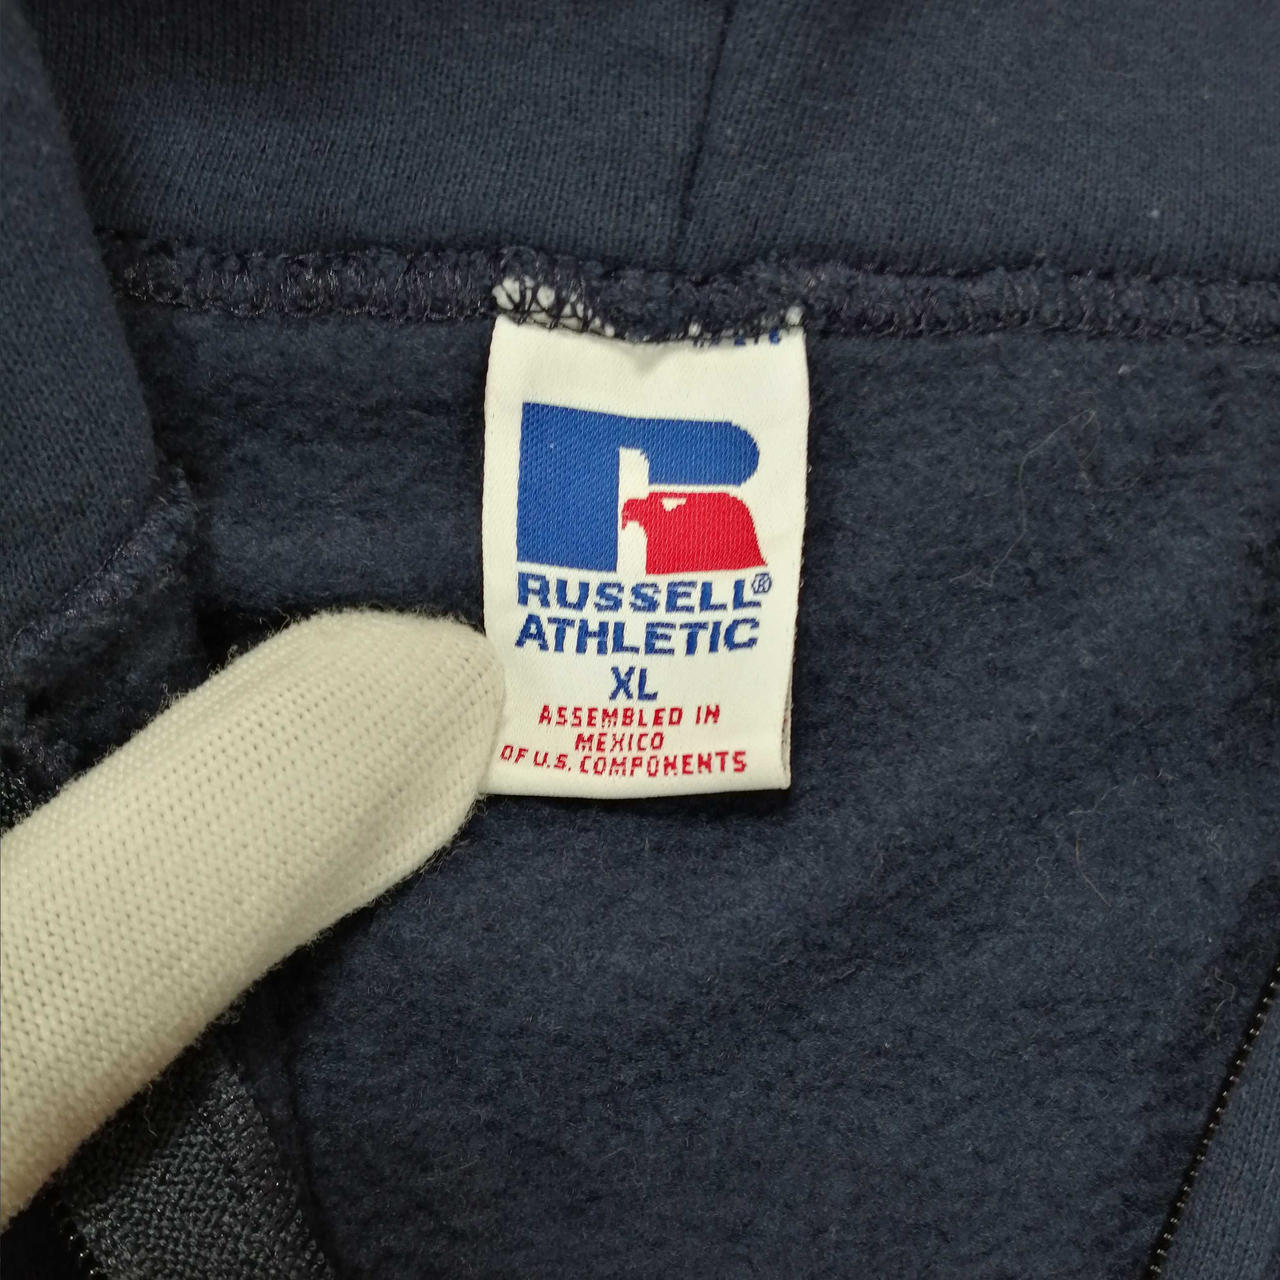 RUSSELL®
ATHLETIC
XL
ASSEMBLED IN
MEXICO
OF U.S. COMPONENTS